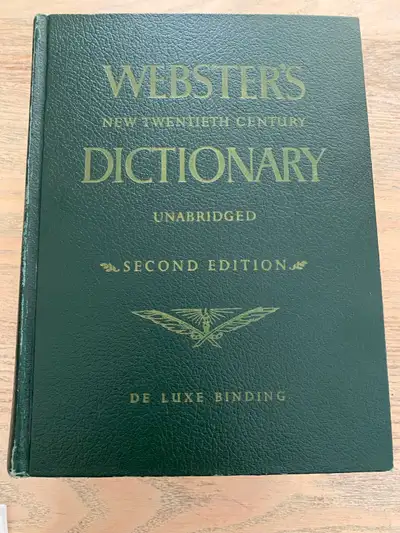 WEBSTER'S
NEW TWENTIETH CENTURY
DICTIONARY
UNABRIDGED
SECOND EDITION
DE LUXE BINDING